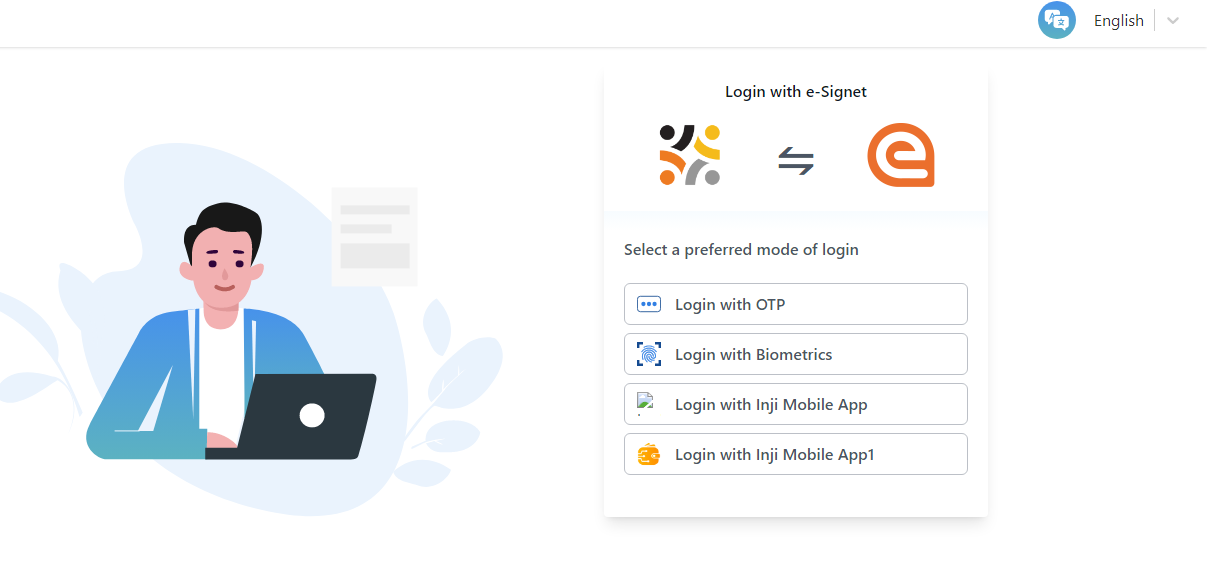 English
Login with e-Signet
Select a preferred mode of login
Login with OTP
Login with Biometrics
Login with Inji Mobile App
Login with Inji Mobile App1